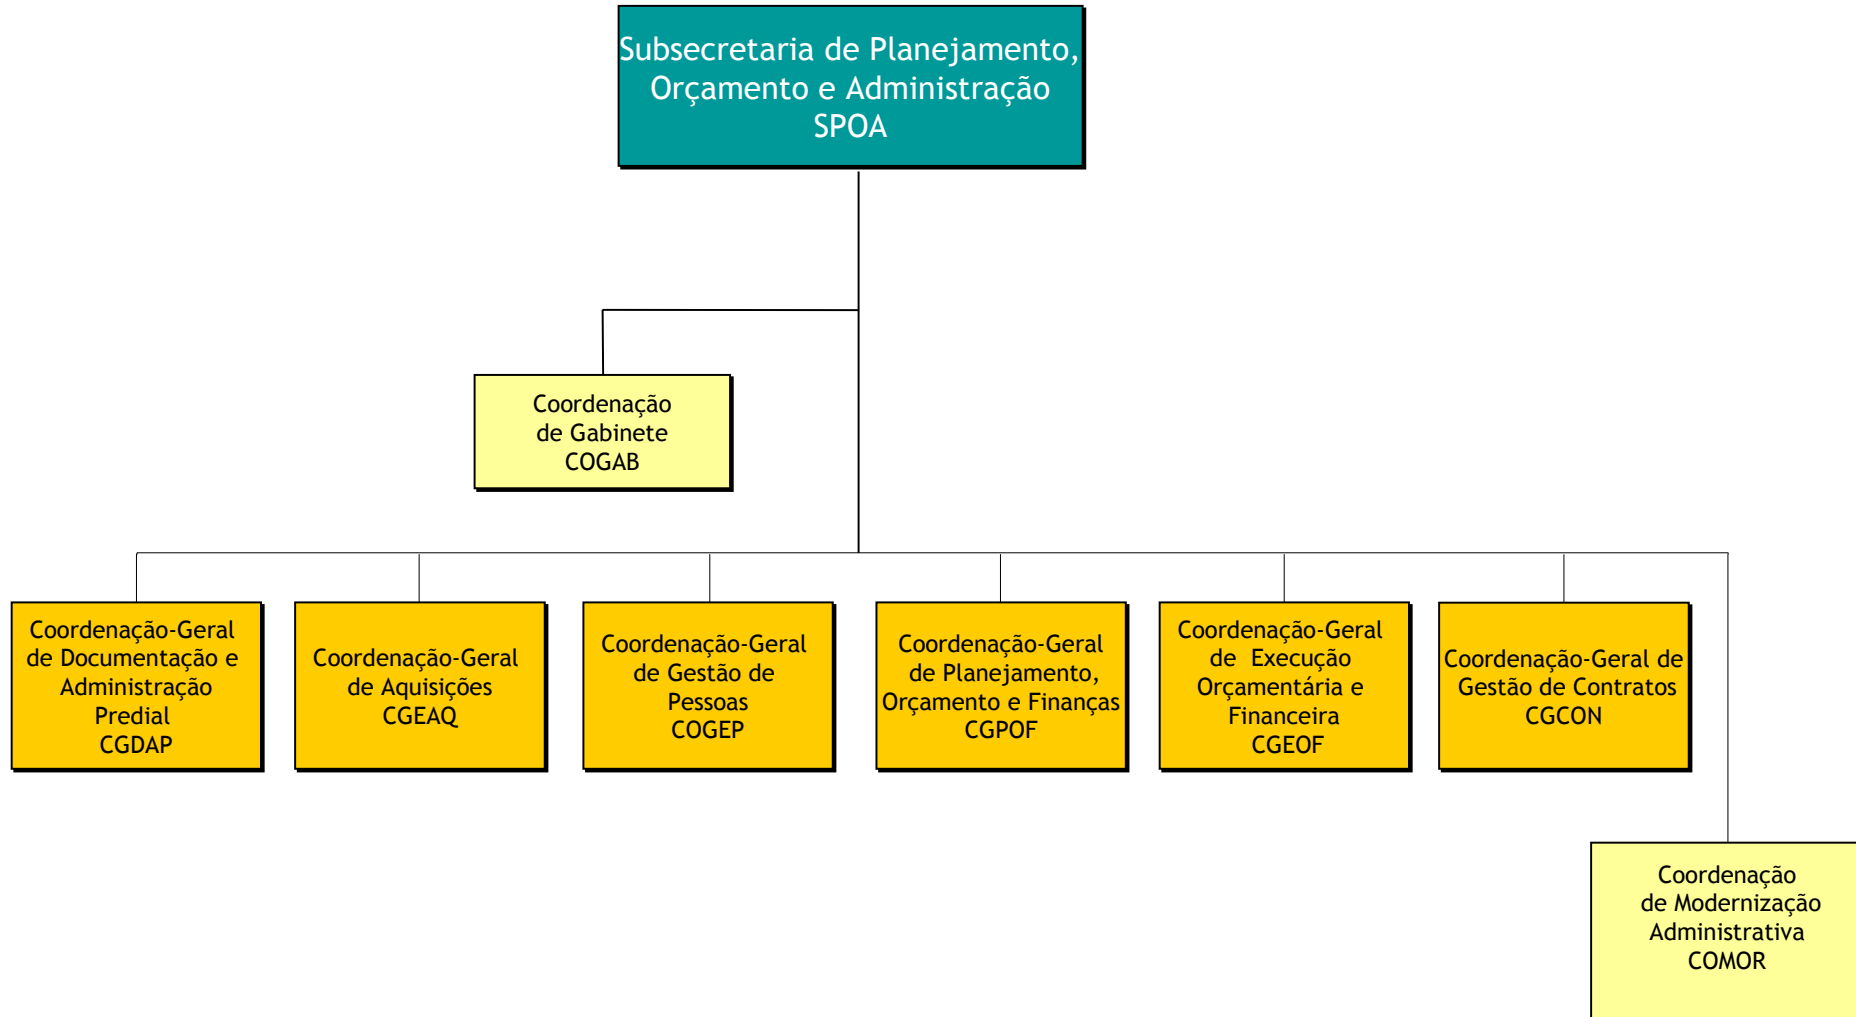 Subsecretaria de Planejamento,
Orçamento e Administração
SPOA
Coordenação
de Gabinete
COGAB
Coordenação-Geral
de Documentação e
Administração
Predial
CGDAP
Coordenação-Geral
de Aquisições
CGEAQ
Coordenação-Geral
de Gestão de
Pessoas
COGEP
Coordenação-Geral
de Planejamento,
Orçamento e Finanças
CGPOF
Coordenação-Geral
de Execução
Orçamentária e
Financeira
CGEOF
Coordenação-Geral de
Gestão de Contratos
CGCON
Coordenação
de Modernização
Administrativa
COMOR